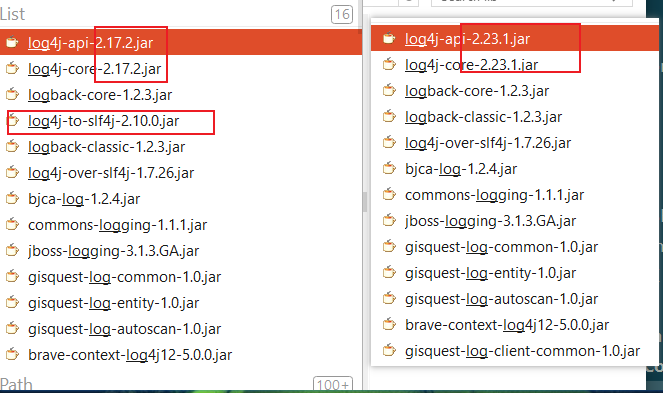 List
16
log4j-api-2.17.2.jar
log4j-core-2.17.2.jar
logback-core-1.2.3.jar
log4j-to-slf4j-2.10.0.jar
logback-classic-1.2.3.jar
log4j-over-slf4j-1.7.26.jar
bjca-log-1.2.4.jar
commons-logging-1.1.1.jar
jboss-logging-3.1.3.GA.jar
gisquest-log-common-1.0.jar
gisquest-log-entity-1.0.jar
gisquest-log-autoscan-1.0.jar
brave-context-log4j12-5.0.0.jar
Path
100+
log4j-api-2.23.1.jar
log4j-core-2.23.1.jar
logback-core-1.2.3.jar
logback-classic-1.2.3.jar
log4j-over-slf4j-1.7.26.jar
bjca-log-1.2.4.jar
commons-logging-1.1.1.jar
jboss-logging-3.1.3.GA.jar
gisquest-log-common-1.0.jar
gisquest-log-entity-1.0.jar
gisquest-log-autoscan-1.0.jar
brave-context-log4j12-5.0.0.jar
gisquest-log-client-common-1.0.jar